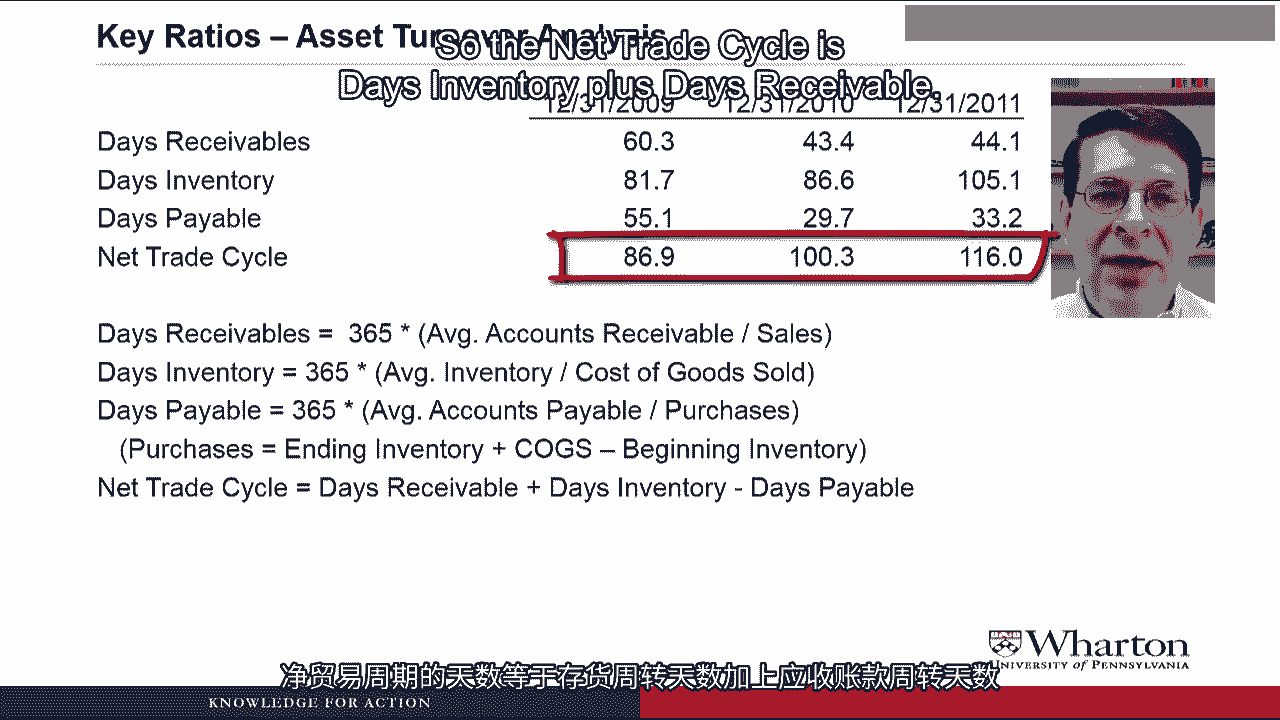 Key Ratios – Asset Turnover Analysis
So the Net Trade Cycle is
Days Inventory plus Days Receivable.
12/31/2009 12/31/2010 12/31/2011
Days Receivables 60.3 43.4 44.1
Days Inventory 81.7 86.6 105.1
Days Payable 55.1 29.7 33.2
Net Trade Cycle 86.9 100.3 116.0
Days Receivables = 365 * (Avg. Accounts Receivable / Sales)
Days Inventory = 365 * (Avg. Inventory / Cost of Goods Sold)
Days Payable = 365 * (Avg. Accounts Payable / Purchases)
(Purchases = Ending Inventory + COGS – Beginning Inventory)
Net Trade Cycle = Days Receivable + Days Inventory - Days Payable
Wharton
UNIVERSITY of PENNSYLVANIA
净贸易周期的天数等于存货周转天数加上应收账款周转天数
KNOWLEDGE FOR ACTION